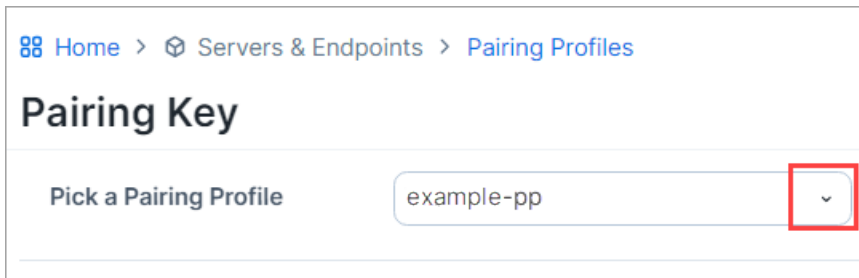 Home > Servers & Endpoints > Pairing Profiles
Pairing Key
Pick a Pairing Profile example-pp